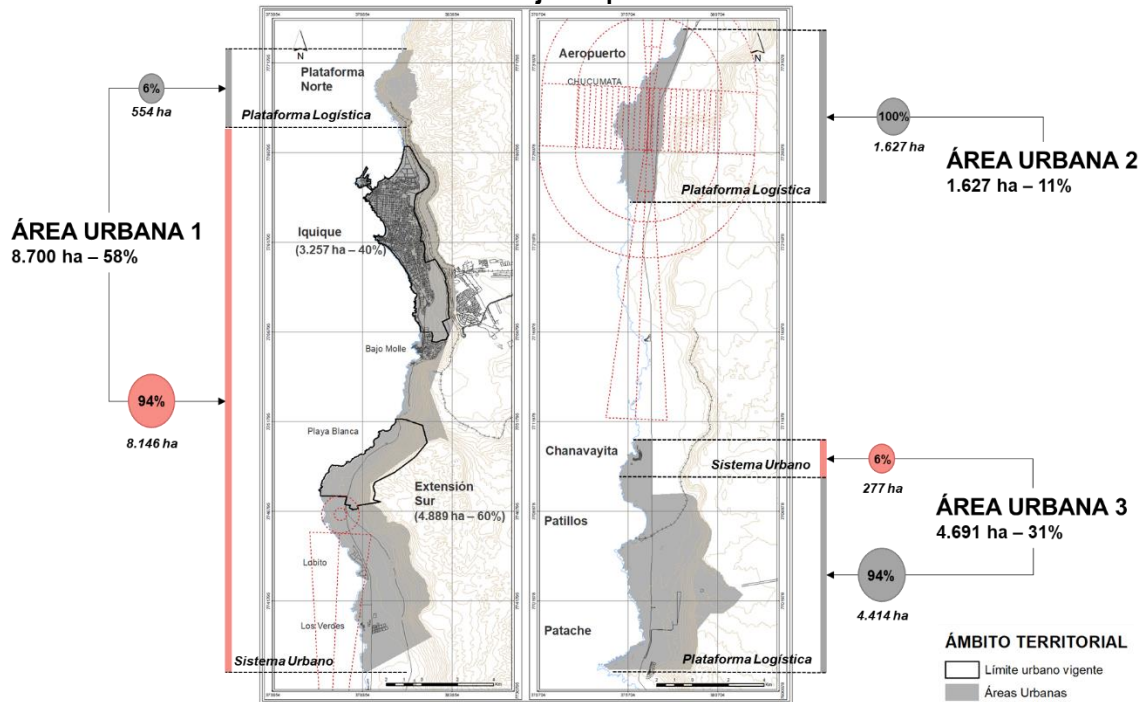 6%
554 ha
ÁREA URBANA 1
8.700 ha – 58%
94%
8.146 ha
N
Plataforma
Norte
Plataforma Logística
Iquique
(3.257 ha – 40%)
Bajo Molle
Playa Blanca
Extensión
Sur
(4.889 ha – 60%)
Lobito
Los Verdes
Sistema Urbano
Aeropuerto
N
CHUCUMATA
Plataforma Logística
Chanavayita
Sistema Urbano
Patillos
Patache
Plataforma Logística
100%
1.627 ha
ÁREA URBANA 2
1.627 ha – 11%
6%
277 ha
ÁREA URBANA 3
4.691 ha – 31%
94%
4.414 ha
ÁMBITO TERRITORIAL
Límite urbano vigente
Áreas Urbanas